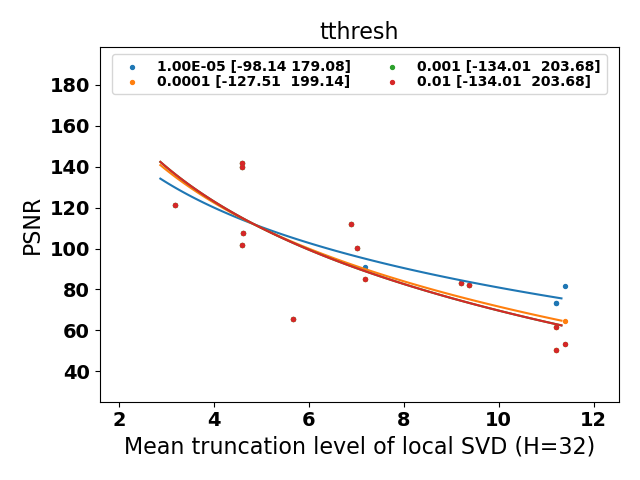 tthresh
1.00E-05 [-98.14 179.08]
0.0001 [-127.51  199.14]
0.001 [-134.01  203.68]
0.01 [-134.01  203.68]
PSNR
180
160
140
120
100
80
60
40
2 4 6 8 10 12
Mean truncation level of local SVD (H=32)